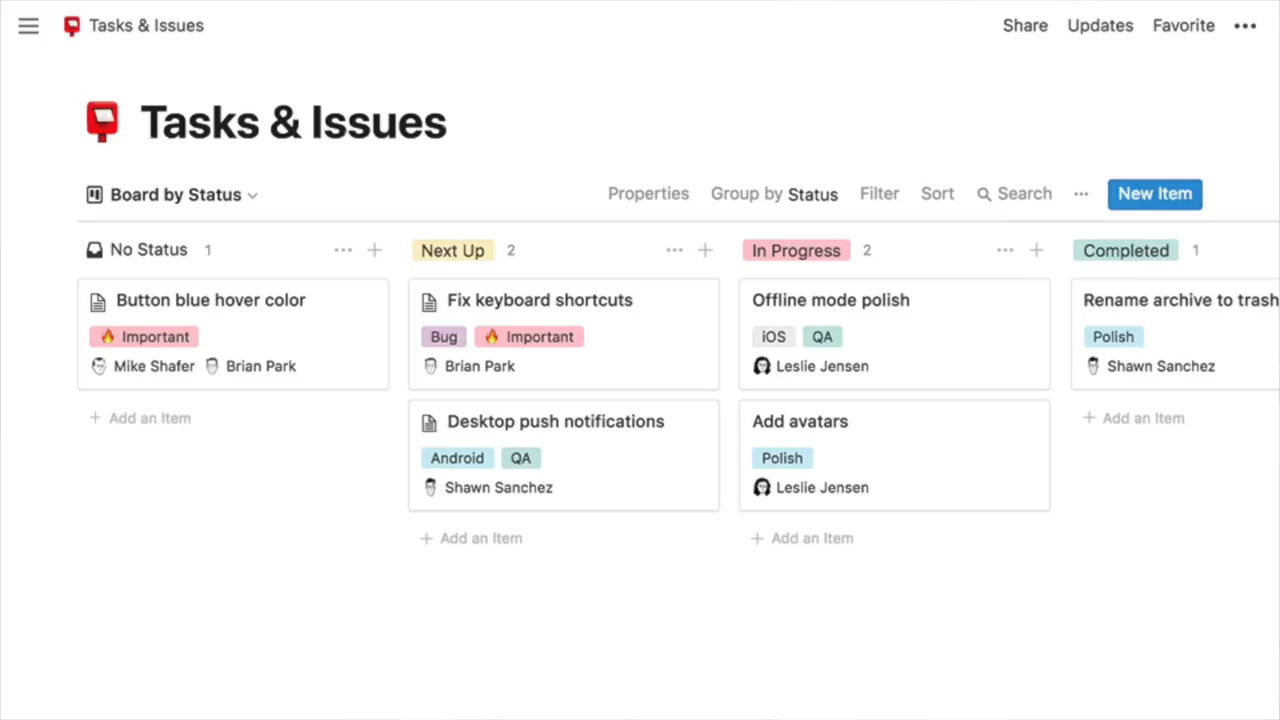 Tasks & Issues
Share Updates Favorite
Tasks & Issues
Board by Status
Properties Group by Status Filter Sort Search New Item
No Status 1
Button blue hover color
Important
Mike Shafer Brian Park
Add an Item
Next Up 2
Fix keyboard shortcuts
Bug Important
Brian Park
Desktop push notifications
Android QA
Shawn Sanchez
Add an Item
In Progress 2
Offline mode polish
iOS QA
Leslie Jensen
Add avatars
Polish
Leslie Jensen
Add an Item
Completed 1
Rename archive to trash
Polish
Shawn Sanchez
Add an Item